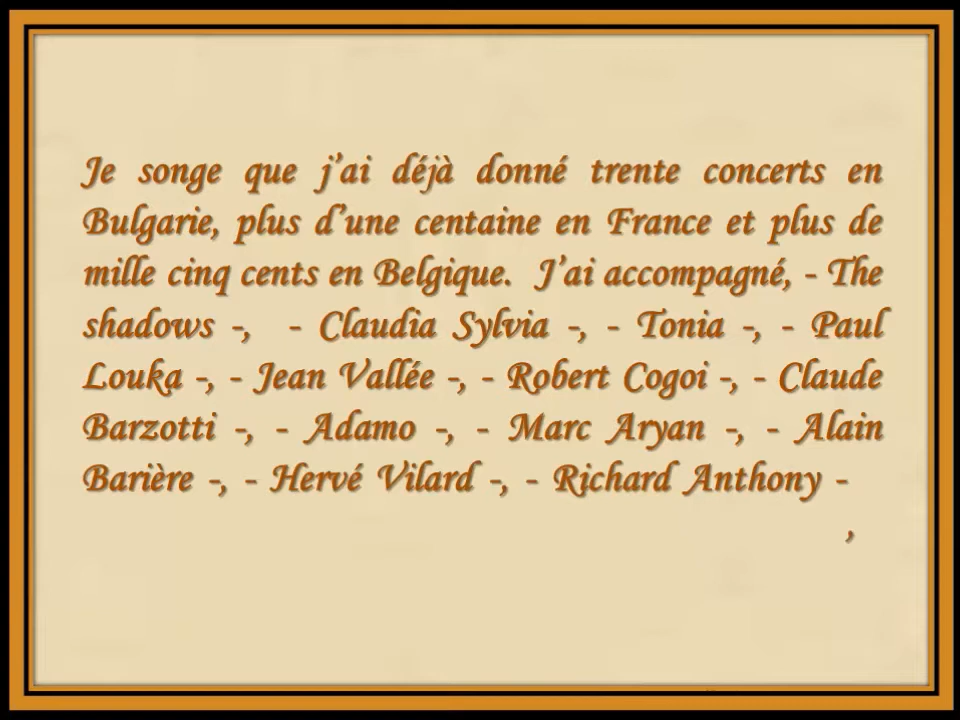 Je songe que j’ai déjà donné trente concerts en
Bulgarie, plus d’une centaine en France et plus de
mille cinq cents en Belgique. J’ai accompagné, - The
shadows -, - Claudia Sylvia -, - Tonia -, - Paul
Louka -, - Jean Vallée -, - Robert Cogoi -, - Claude
Barzotti -, - Adamo -, - Marc Aryan -, - Alain
Barière -, - Hervé Vilard -, - Richard Anthony -
,